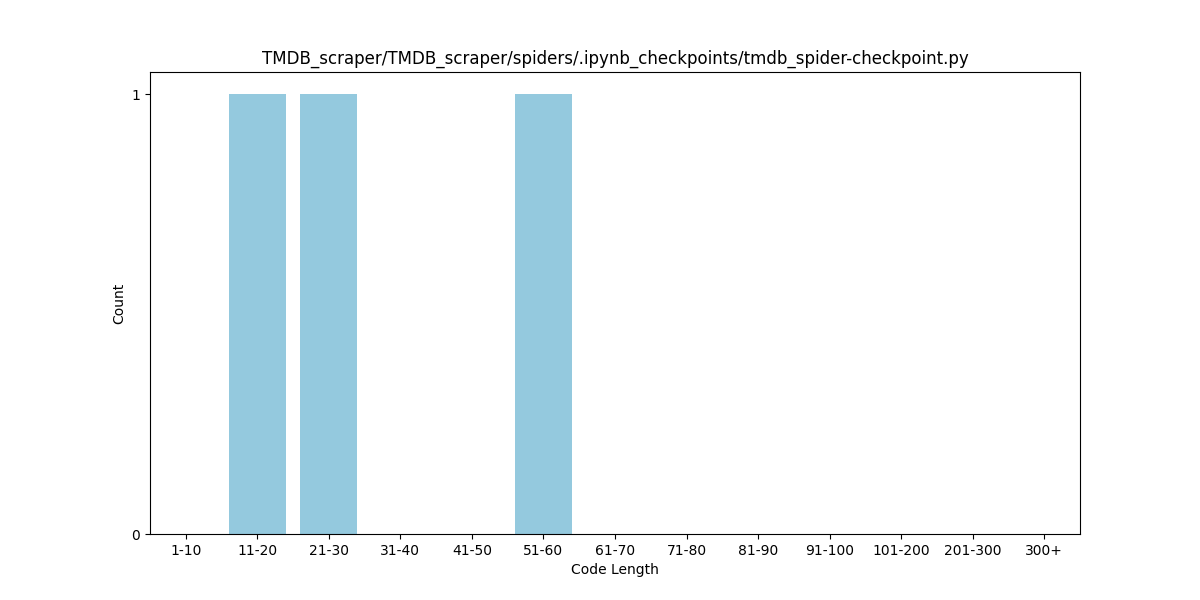 TMDB_scraper/TMDB_scraper/spiders/.ipynb_checkpoints/tmdb_spider-checkpoint.py
1
Count
0
1-10 11-20 21-30 31-40 41-50 51-60 61-70 71-80 81-90 91-100 101-200 201-300 300+
Code Length